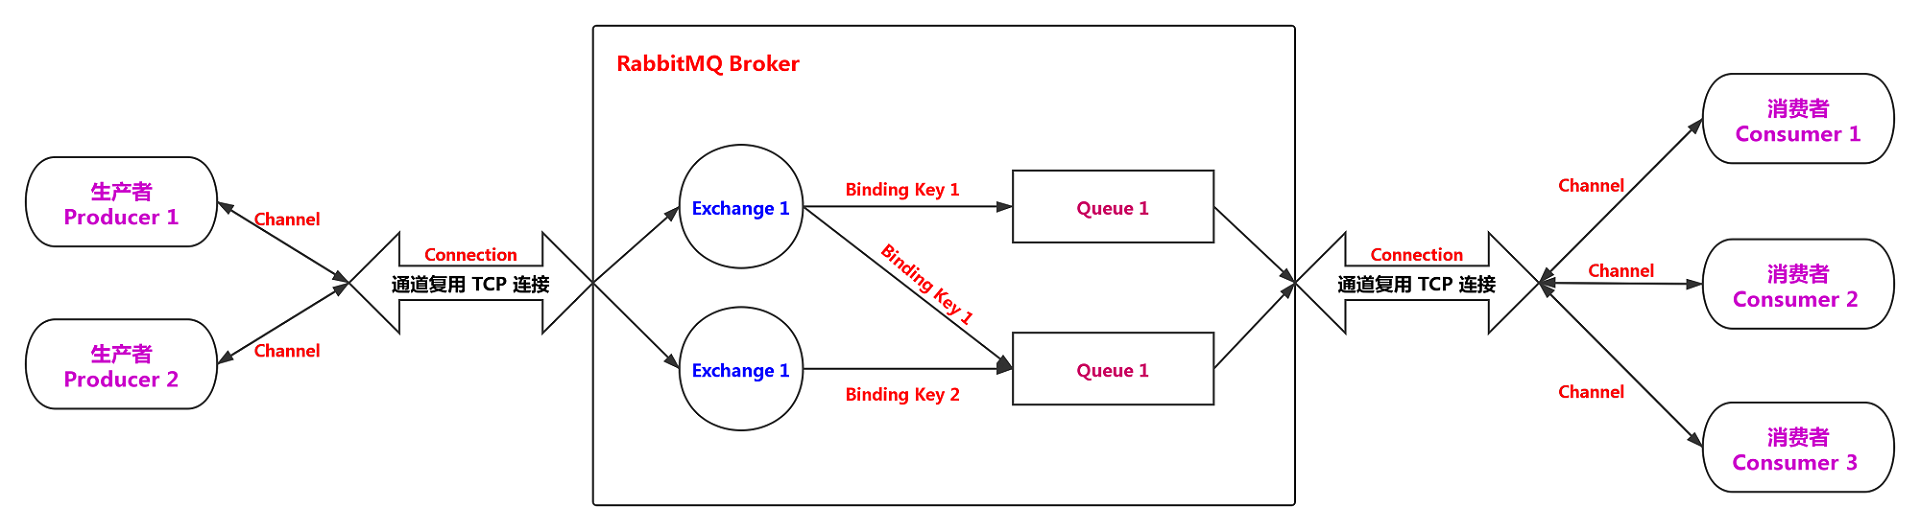 RabbitMQ Broker
生产者
Producer 1
Channel
生产者
Producer 2
Channel
Connection
通道复用 TCP 连接
Exchange 1
Binding Key 1
Queue 1
Binding Key 1
Exchange 1
Binding Key 2
Queue 1
Connection
通道复用 TCP 连接
Channel
消费者
Consumer 1
Channel
消费者
Consumer 2
Channel
消费者
Consumer 3